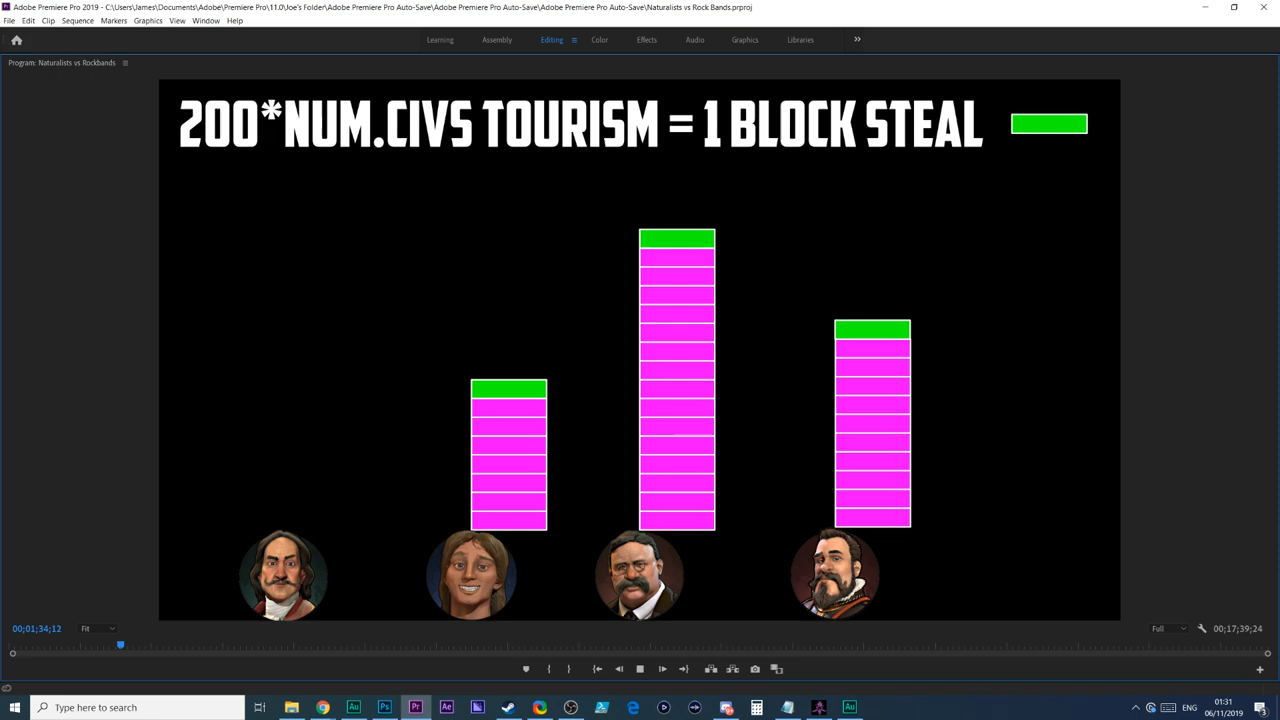 Adobe Premiere Pro 2019 - C:\Users\James\Documents\Adobe\Premiere Pro\11.0\Joe's Folder\Adobe Premiere Pro Auto-Save\Adobe Premiere Pro Auto-Save\Adobe Premiere Pro Auto-Save\Naturalists vs Rock Bands.prproj
File Edit Clip Sequence Markers Graphics View Window Help
Learning Assembly Editing Color Effects Audio Graphics Libraries
Program: Naturalists vs Rockbands
200*NUM.CIVS TOURISM = 1 BLOCK STEAL
00;01;34;12 Fit Full 00;17;39;24
Type here to search
ENG
01:31
06/11/2019
3